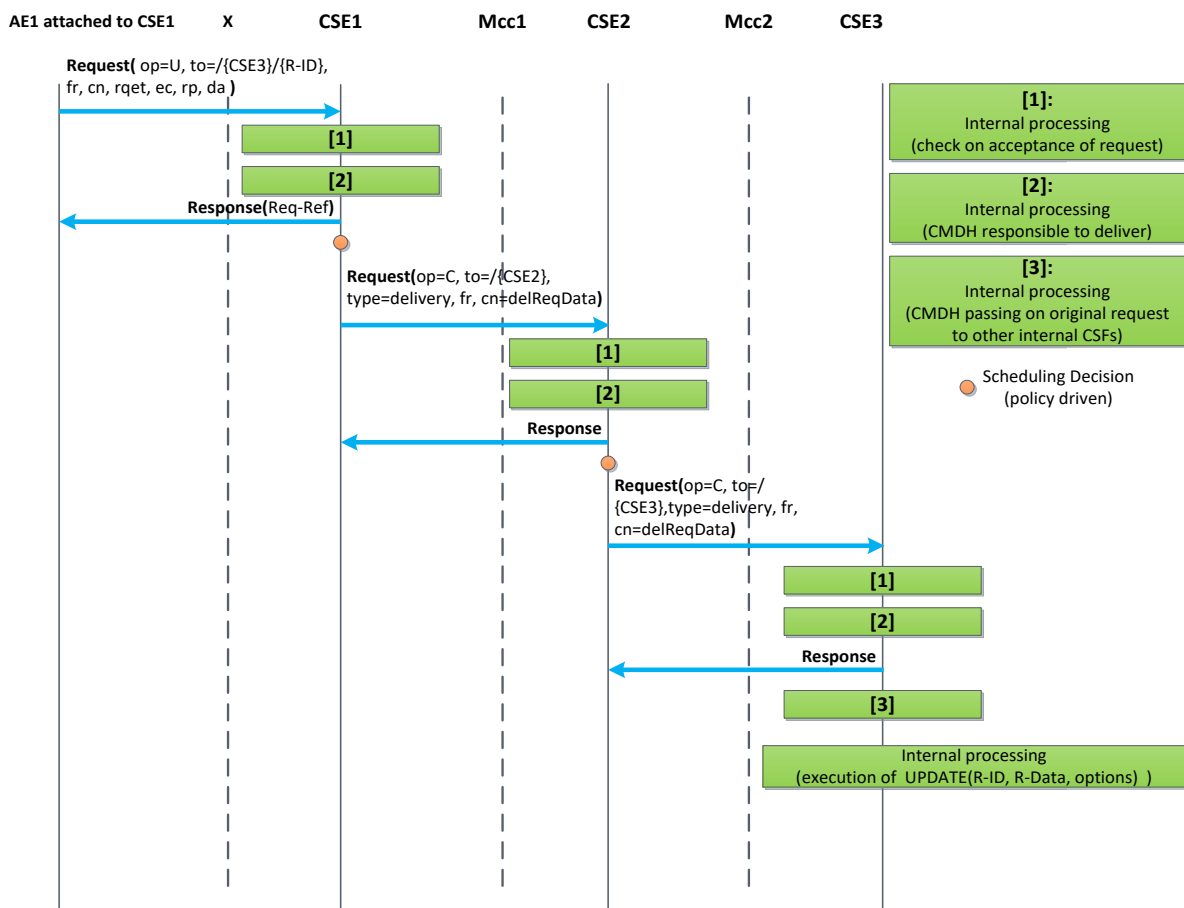 AE1 attached to CSE1 X CSE1 Mcc1 CSE2 Mcc2 CSE3
Request( op=U, to=/{CSE3}/{R-ID},
fr, cn, rqet, ec, rp, da )
[1]
[2]
Response(Req-Ref)
Request(op=C, to=/{CSE2},
type=delivery, fr, cn=delReqData)
[1]
[2]
Response
Request(op=C, to=/
{CSE3},type=delivery, fr,
cn=delReqData)
[1]
[2]
Response
[3]
Internal processing
(execution of UPDATE(R-ID, R-Data, options) )
[1]:
Internal processing
(check on acceptance of request)
[2]:
Internal processing
(CMDH responsible to deliver)
[3]:
Internal processing
(CMDH passing on original request
to other internal CSFs)
Scheduling Decision
(policy driven)